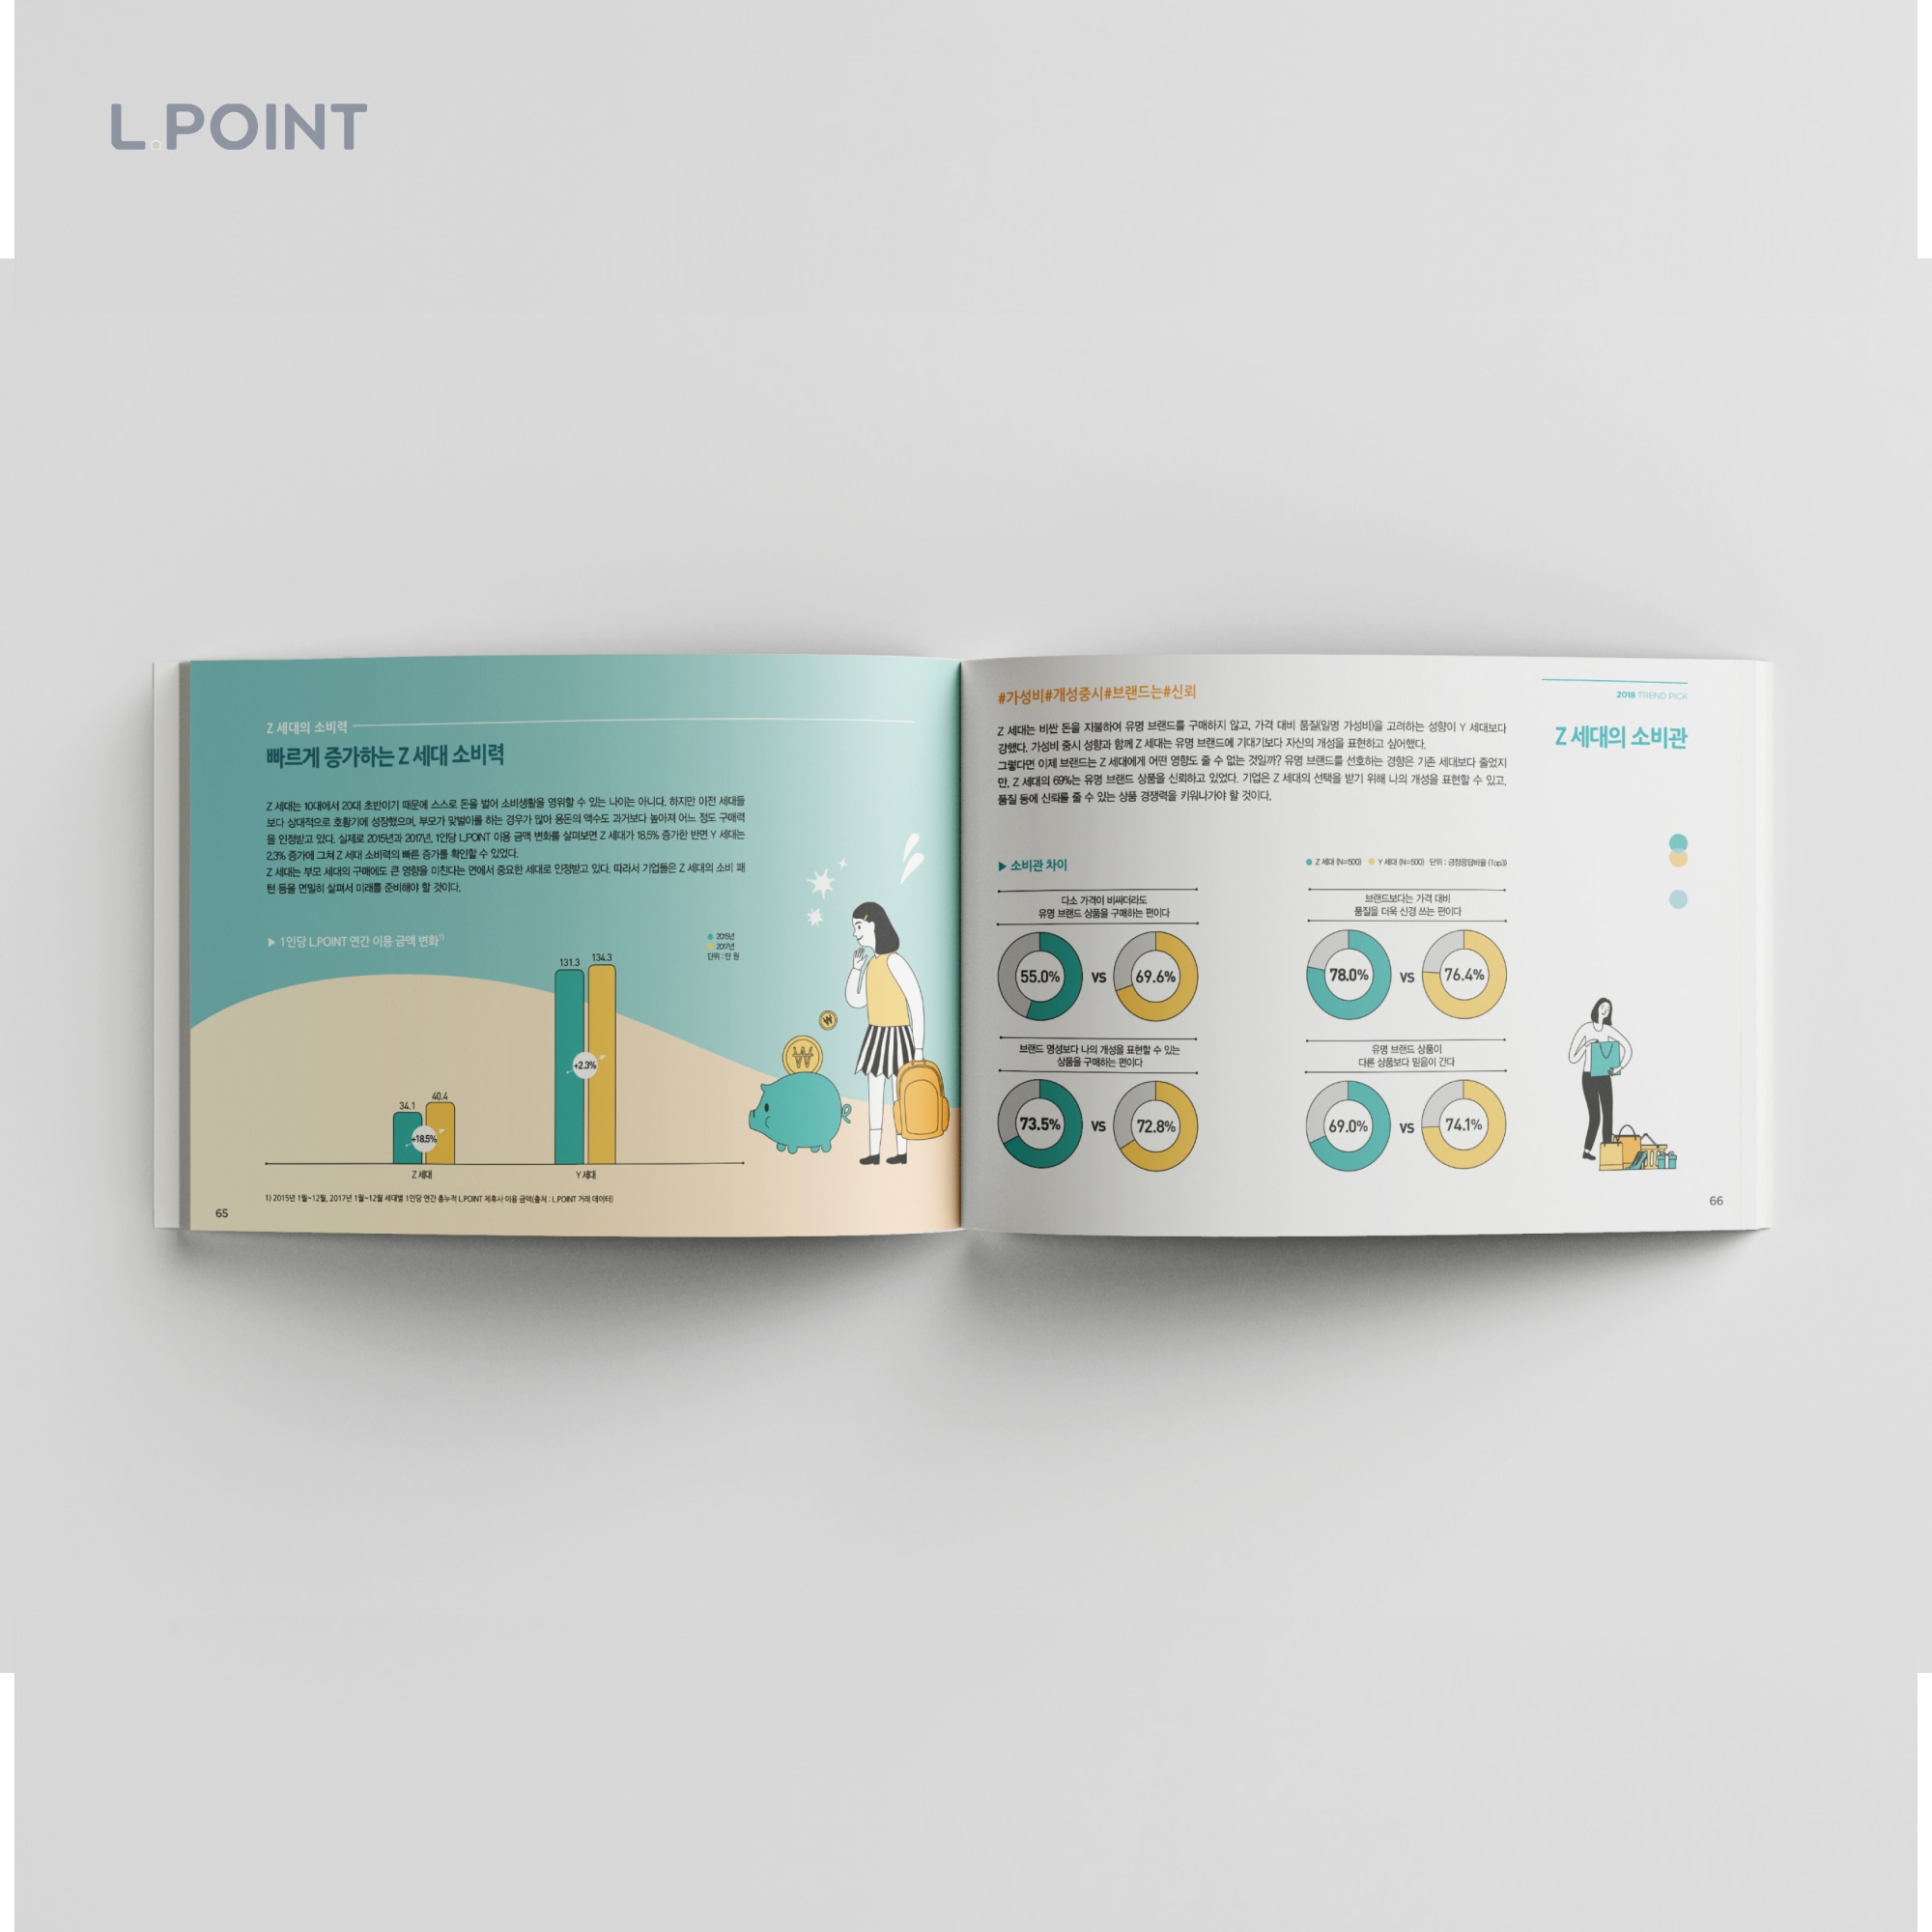 L.POINT
Z 세대의 소비력
빠르게 증가하는 Z 세대 소비력
Z 세대는 10대에서 20대 초반이기 때문에 스스로 돈을 벌어 소비생활을 영위할 수 있는 나이는 아니다. 하지만 이전 세대들
보다 상대적으로 호황기에 성장했으며, 부모가 맞벌이를 하는 경우가 많아 용돈의 액수도 과거보다 높아져 어느 정도 구매력
을 인정받고 있다. 실제로 2015년과 2017년, 1인당 L.POINT 이용 금액 변화를 살펴보면 Z 세대가 18.5% 증가한 반면 Y 세대는
2.3% 증가에 그쳐 Z 세대 소비력의 빠른 증가를 확인할 수 있었다.
Z 세대는 부모 세대의 구매에도 큰 영향을 미친다는 면에서 중요한 세대로 인정받고 있다. 따라서 기업들은 Z 세대의 소비 패
턴 등을 면밀히 살펴서 미래를 준비해야 할 것이다.
▶ 1인당 L.POINT 연간 이용 금액 변화1)
2015년
2017년
단위 : 만 원
34.1
40.4
+18.5%
Z 세대
131.3
134.3
+2.3%
Y 세대
₩
₩
1) 2015년 1월~12월, 2017년 1월~12월 세대별 1인당 연간 총누적 L.POINT 제휴사 이용 금액(출처 : L.POINT 거래 데이터)
65
#가성비#개성중시#브랜드는#신뢰
Z 세대는 비싼 돈을 지불하여 유명 브랜드를 구매하지 않고, 가격 대비 품질(일명 가성비)을 고려하는 성향이 Y 세대보다
강했다. 가성비 중시 성향과 함께 Z 세대는 유명 브랜드에 기대기보다 자신의 개성을 표현하고 싶어했다.
그렇다면 이제 브랜드는 Z 세대에게 어떤 영향도 줄 수 없는 것일까? 유명 브랜드를 선호하는 경향은 기존 세대보다 줄었지
만, Z 세대의 69%는 유명 브랜드 상품을 신뢰하고 있었다. 기업은 Z 세대의 선택을 받기 위해 나의 개성을 표현할 수 있고,
품질 등에 신뢰를 줄 수 있는 상품 경쟁력을 키워나가야 할 것이다.
▶ 소비관 차이
Z 세대 (N=500) Y 세대 (N=500) 단위 : 긍정응답비율 (Top3)
다소 가격이 비싸더라도
유명 브랜드 상품을 구매하는 편이다
55.0% VS 69.6%
브랜드보다는 가격 대비
품질을 더욱 신경 쓰는 편이다
78.0% VS 76.4%
브랜드 명성보다 나의 개성을 표현할 수 있는
상품을 구매하는 편이다
73.5% VS 72.8%
유명 브랜드 상품이
다른 상품보다 믿음이 간다
69.0% VS 74.1%
2018 TREND PICK
Z 세대의 소비관
66